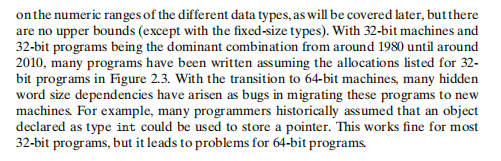 on the numeric ranges of the different data types, as will be covered later, but there
are no upper bounds (except with the fixed-size types). With 32-bit machines and
32-bit programs being the dominant combination from around 1980 until around
2010, many programs have been written assuming the allocations listed for 32-
bit programs in Figure 2.3. With the transition to 64-bit machines, many hidden
word size dependencies have arisen as bugs in migrating these programs to new
machines. For example, many programmers historically assumed that an object
declared as type int could be used to store a pointer. This works fine for most
32-bit programs, but it leads to problems for 64-bit programs.